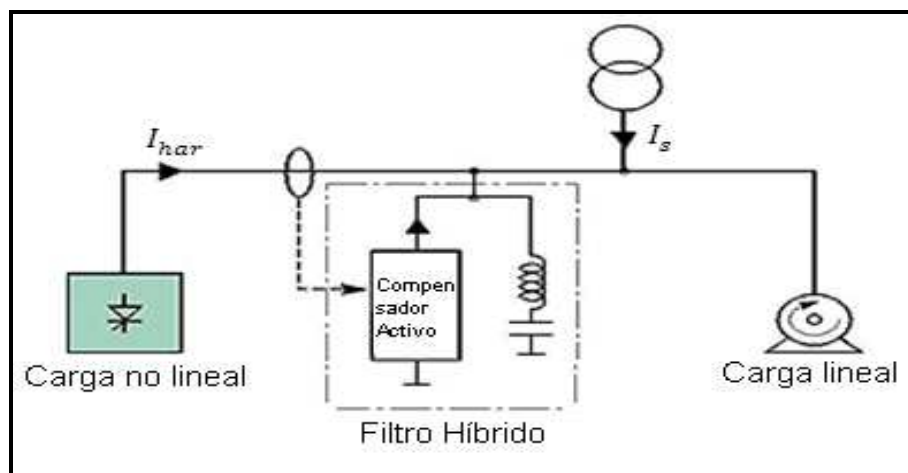 I_har
I_s
Compen
sador
Activo
Carga no lineal
Carga lineal
Filtro Híbrido